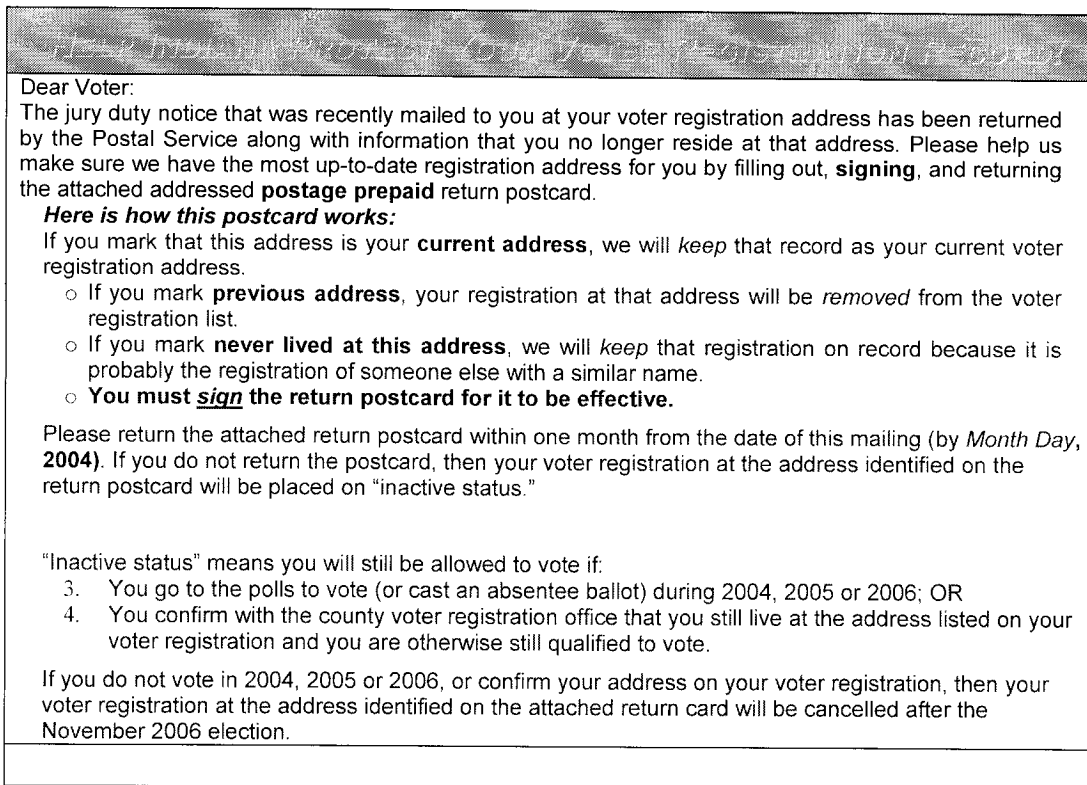 HELP INDIANA PROTECT YOUR VOTER REGISTRATION RECORD!
Dear Voter:
The jury duty notice that was recently mailed to you at your voter registration address has been returned
by the Postal Service along with information that you no longer reside at that address. Please help us
make sure we have the most up-to-date registration address for you by filling out, signing, and returning
the attached addressed postage prepaid return postcard.
Here is how this postcard works:
If you mark that this address is your current address, we will keep that record as your current voter
registration address.
○ If you mark previous address, your registration at that address will be removed from the voter
registration list.
○ If you mark never lived at this address, we will keep that registration on record because it is
probably the registration of someone else with a similar name.
○ You must sign the return postcard for it to be effective.
Please return the attached return postcard within one month from the date of this mailing (by Month Day,
2004). If you do not return the postcard, then your voter registration at the address identified on the
return postcard will be placed on "inactive status."
"Inactive status" means you will still be allowed to vote if:
3. You go to the polls to vote (or cast an absentee ballot) during 2004, 2005 or 2006; OR
4. You confirm with the county voter registration office that you still live at the address listed on your
voter registration and you are otherwise still qualified to vote.
If you do not vote in 2004, 2005 or 2006, or confirm your address on your voter registration, then your
voter registration at the address identified on the attached return card will be cancelled after the
November 2006 election.